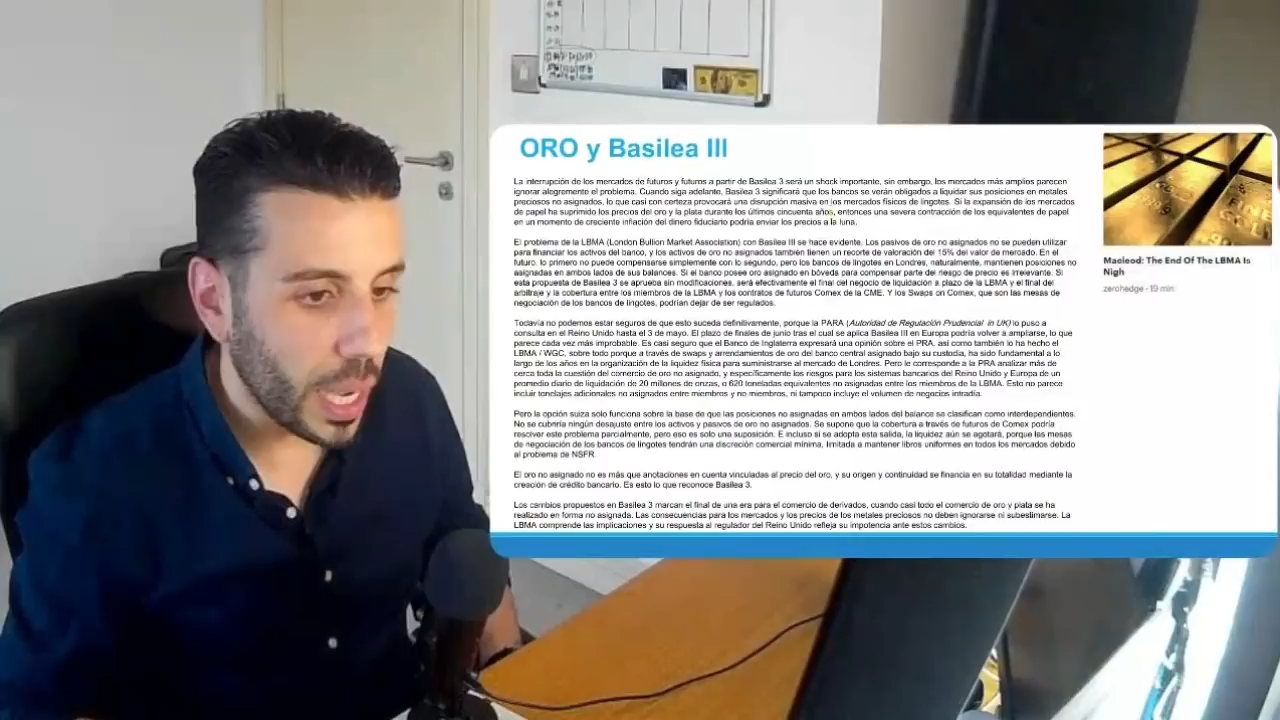 ORO y Basilea III
La interrupción de los mercados de futuros y futuros a partir de Basilea 3 será un shock importante, sin embargo, los mercados más amplios parecen
ignorar alegremente el problema. Cuando siga adelante, Basilea 3 significará que los bancos se verán obligados a liquidar sus posiciones en metales
preciosos no asignados, lo que casi con certeza provocará una disrupción masiva en los mercados físicos de lingotes. Si la expansión de los mercados
de papel ha suprimido los precios del oro y la plata durante los últimos cincuenta años, entonces una severa contracción de los equivalentes de papel
en un momento de creciente inflación del dinero fiduciario podría enviar los precios a la luna.
El problema de la LBMA (London Bullion Market Association) con Basilea III se hace evidente. Los pasivos de oro no asignados no se pueden utilizar
para financiar los activos del banco, y los activos de oro no asignados también tienen un recorte de valoración del 15% del valor de mercado. En el
futuro, lo primero no puede compensarse simplemente con lo segundo, pero los bancos de lingotes en Londres, naturalmente, mantienen posiciones no
asignadas en ambos lados de sus balances. Si el banco posee oro asignado en bóveda para compensar parte del riesgo de precio es irrelevante. Si
esta propuesta de Basilea 3 se aprueba sin modificaciones, será efectivamente el final del negocio de liquidación a plazo de la LBMA y el final del
arbitraje y la cobertura entre los miembros de la LBMA y los contratos de futuros Comex de la CME. Y los Swaps on Comex, que son las mesas de
negociación de los bancos de lingotes, podrían dejar de ser regulados.
Todavía no podemos estar seguros de que esto suceda definitivamente, porque la PARA (Autoridad de Regulación Prudencial in UK) lo puso a
consulta en el Reino Unido hasta el 3 de mayo. El plazo de finales de junio tras el cual se aplica Basilea III en Europa podría volver a ampliarse, lo que
parece cada vez más improbable. Es casi seguro que el Banco de Inglaterra expresará una opinión sobre el PRA, así como también lo ha hecho el
LBMA / WGC, sobre todo porque a través de swaps y arrendamientos de oro del banco central asignado bajo su custodia, ha sido fundamental a lo
largo de los años en la organización de la liquidez física para suministrarse al mercado de Londres. Pero le corresponde a la PRA analizar más de
cerca toda la cuestión del comercio de oro no asignado, y específicamente los riesgos para los sistemas bancarios del Reino Unido y Europa de un
promedio diario de liquidación de 20 millones de onzas, o 620 toneladas equivalentes no asignadas entre los miembros de la LBMA. Esto no parece
incluir tonelajes adicionales no asignados entre miembros y no miembros, ni tampoco incluye el volumen de negocios intradía.
Pero la opción suiza solo funciona sobre la base de que las posiciones no asignadas en ambos lados del balance se clasifican como interdependientes.
No se cubriría ningún desajuste entre los activos y pasivos de oro no asignados. Se supone que la cobertura a través de futuros de Comex podría
resolver este problema parcialmente, pero eso es solo una suposición. E incluso si se adopta esta salida, la liquidez aún se agotará, porque las mesas
de negociación de los bancos de lingotes tendrán una discreción comercial mínima, limitada a mantener libros uniformes en todos los mercados debido
al problema de NSFR.
El oro no asignado no es más que anotaciones en cuenta vinculadas al precio del oro, y su origen y continuidad se financia en su totalidad mediante la
creación de crédito bancario. Es esto lo que reconoce Basilea 3.
Los cambios propuestos en Basilea 3 marcan el final de una era para el comercio de derivados, cuando casi todo el comercio de oro y plata se ha
realizado en forma no asignada. Las consecuencias para los mercados y los precios de los metales preciosos no deben ignorarse ni subestimarse. La
LBMA comprende las implicaciones y su respuesta al regulador del Reino Unido refleja su impotencia ante estos cambios.
Macleod: The End Of The LBMA Is
Nigh
zerohedge · 19 min